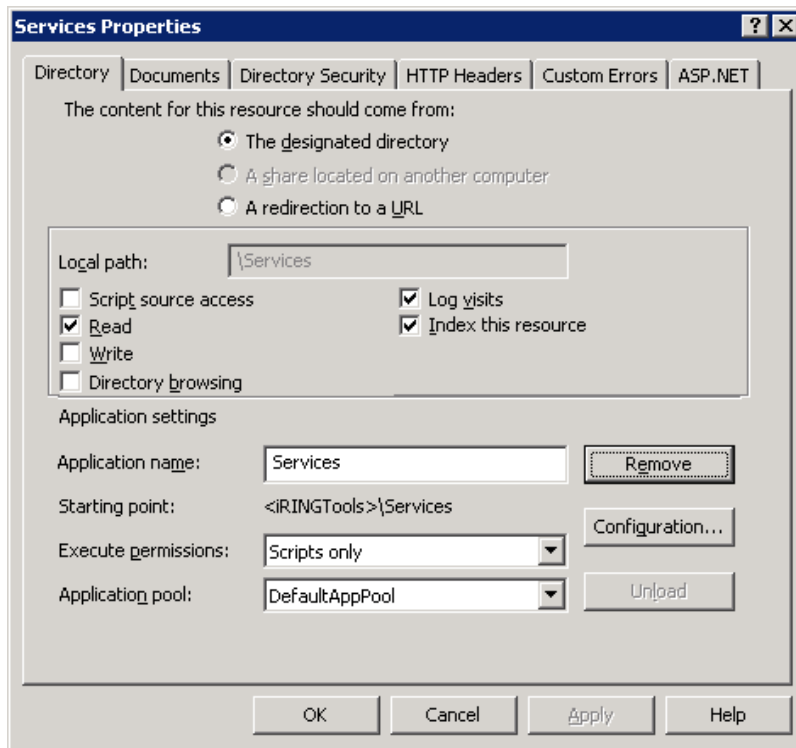 Services Properties
Directory Documents Directory Security HTTP Headers Custom Errors ASP.NET
The content for this resource should come from:
The designated directory
A share located on another computer
A redirection to a URL
Local path: \Services
Script source access Log visits
Read Index this resource
Write
Directory browsing
Application settings
Application name: Services Remove
Starting point: <iRINGTools>\Services
Configuration...
Execute permissions: Scripts only
Application pool: DefaultAppPool Unload
OK Cancel Apply Help